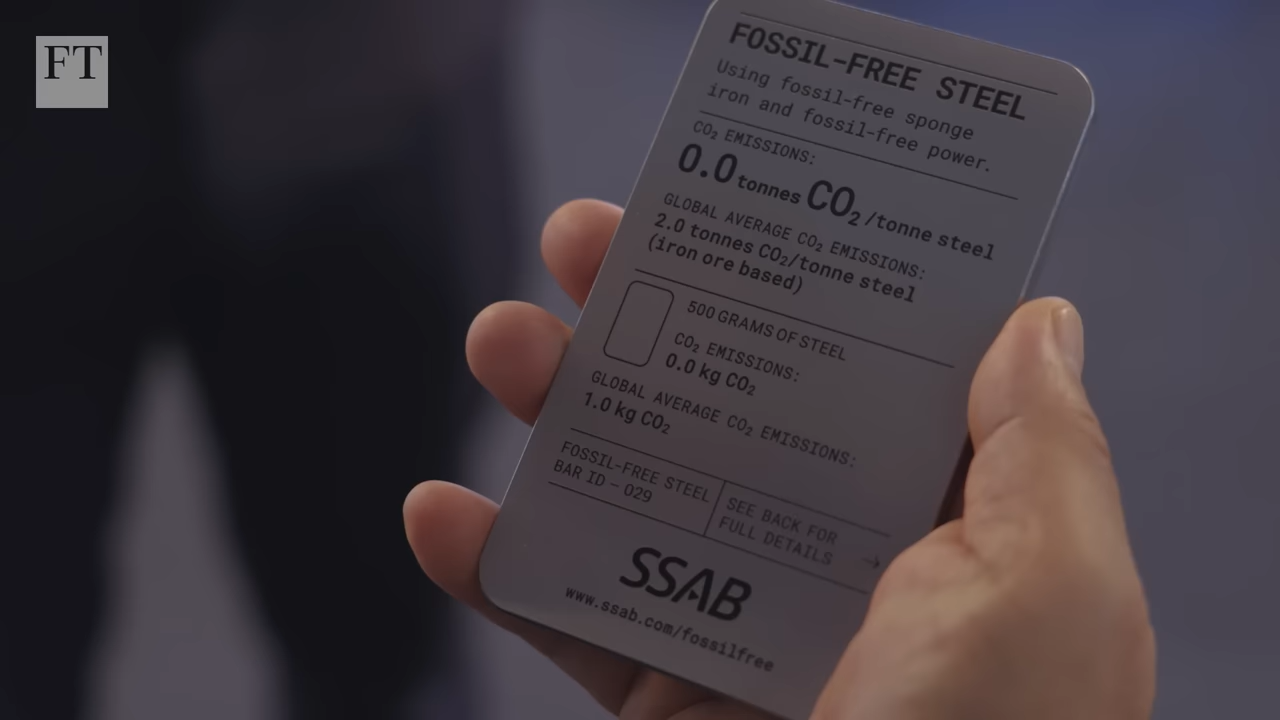 FT
FOSSIL-FREE STEEL
Using fossil-free sponge
iron and fossil-free power.
CO₂ EMISSIONS:
0.0 tonnes CO₂/tonne steel
GLOBAL AVERAGE CO₂ EMISSIONS:
2.0 tonnes CO₂/tonne steel
(iron ore based)
500 GRAMS OF STEEL
CO₂ EMISSIONS:
0.0 kg CO₂
GLOBAL AVERAGE CO₂ EMISSIONS:
1.0 kg CO₂
FOSSIL-FREE STEEL
BAR ID – 029
SEE BACK FOR
FULL DETAILS →
SSAB
www.ssab.com/fossilfree